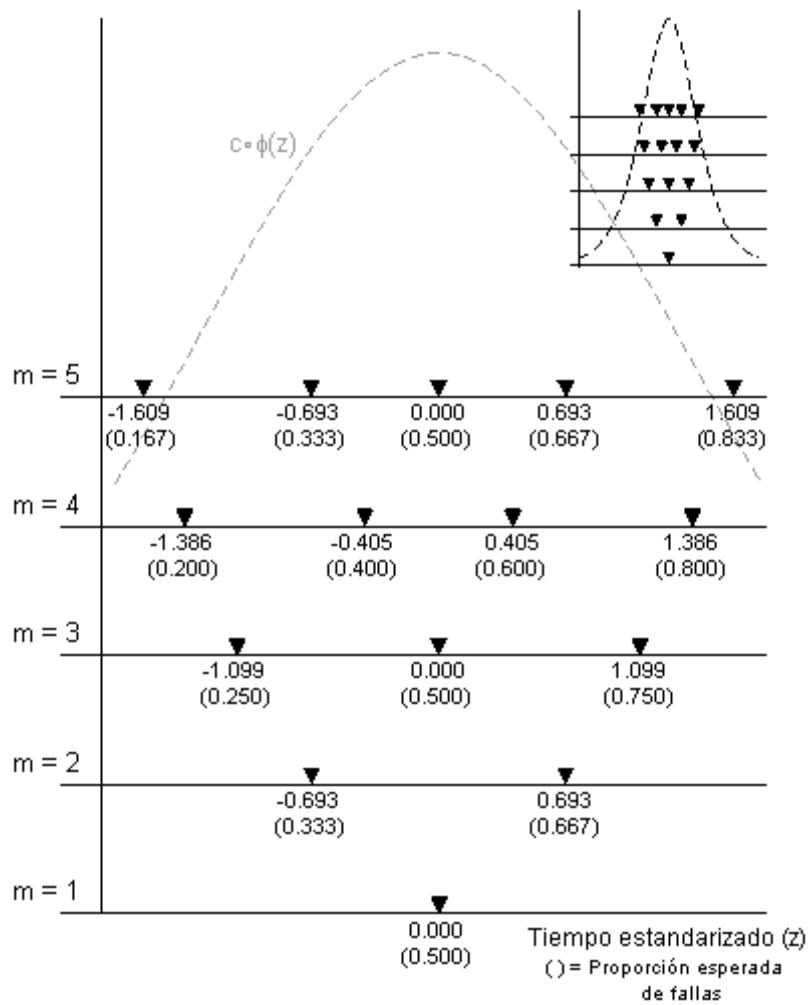 c∘ϕ(z)
m = 5
-1.609 -0.693 0.000 0.693 1.609
(0.167) (0.333) (0.500) (0.667) (0.833)
m = 4
-1.386 -0.405 0.405 1.386
(0.200) (0.400) (0.600) (0.800)
m = 3
-1.099 0.000 1.099
(0.250) (0.500) (0.750)
m = 2
-0.693 0.693
(0.333) (0.667)
m = 1
0.000
(0.500)
Tiempo estandarizado (z)
( ) = Proporción esperada
de fallas